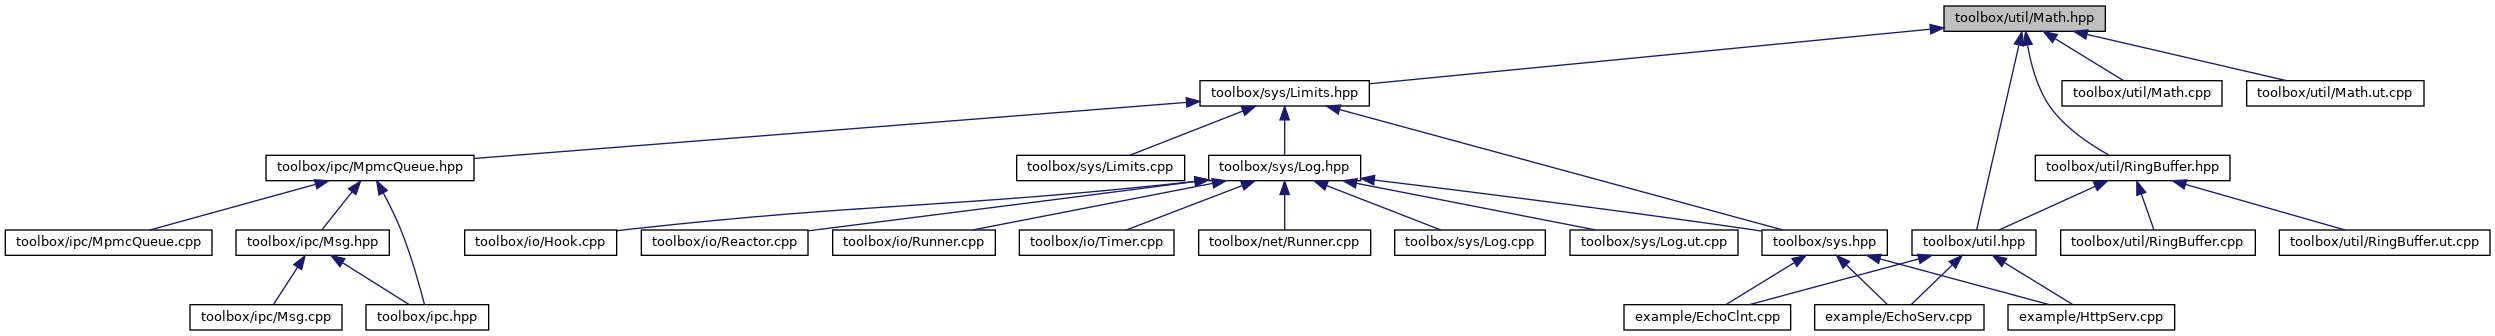 toolbox/util/Math.hpp
toolbox/sys/Limits.hpp
toolbox/util/Math.cpp
toolbox/util/Math.ut.cpp
toolbox/ipc/MpmcQueue.hpp
toolbox/sys/Limits.cpp
toolbox/sys/Log.hpp
toolbox/util/RingBuffer.hpp
toolbox/ipc/MpmcQueue.cpp
toolbox/ipc/Msg.hpp
toolbox/io/Hook.cpp
toolbox/io/Reactor.cpp
toolbox/io/Runner.cpp
toolbox/io/Timer.cpp
toolbox/net/Runner.cpp
toolbox/sys/Log.cpp
toolbox/sys/Log.ut.cpp
toolbox/sys.hpp
toolbox/util.hpp
toolbox/util/RingBuffer.cpp
toolbox/util/RingBuffer.ut.cpp
toolbox/ipc/Msg.cpp
toolbox/ipc.hpp
example/EchoClnt.cpp
example/EchoServ.cpp
example/HttpServ.cpp